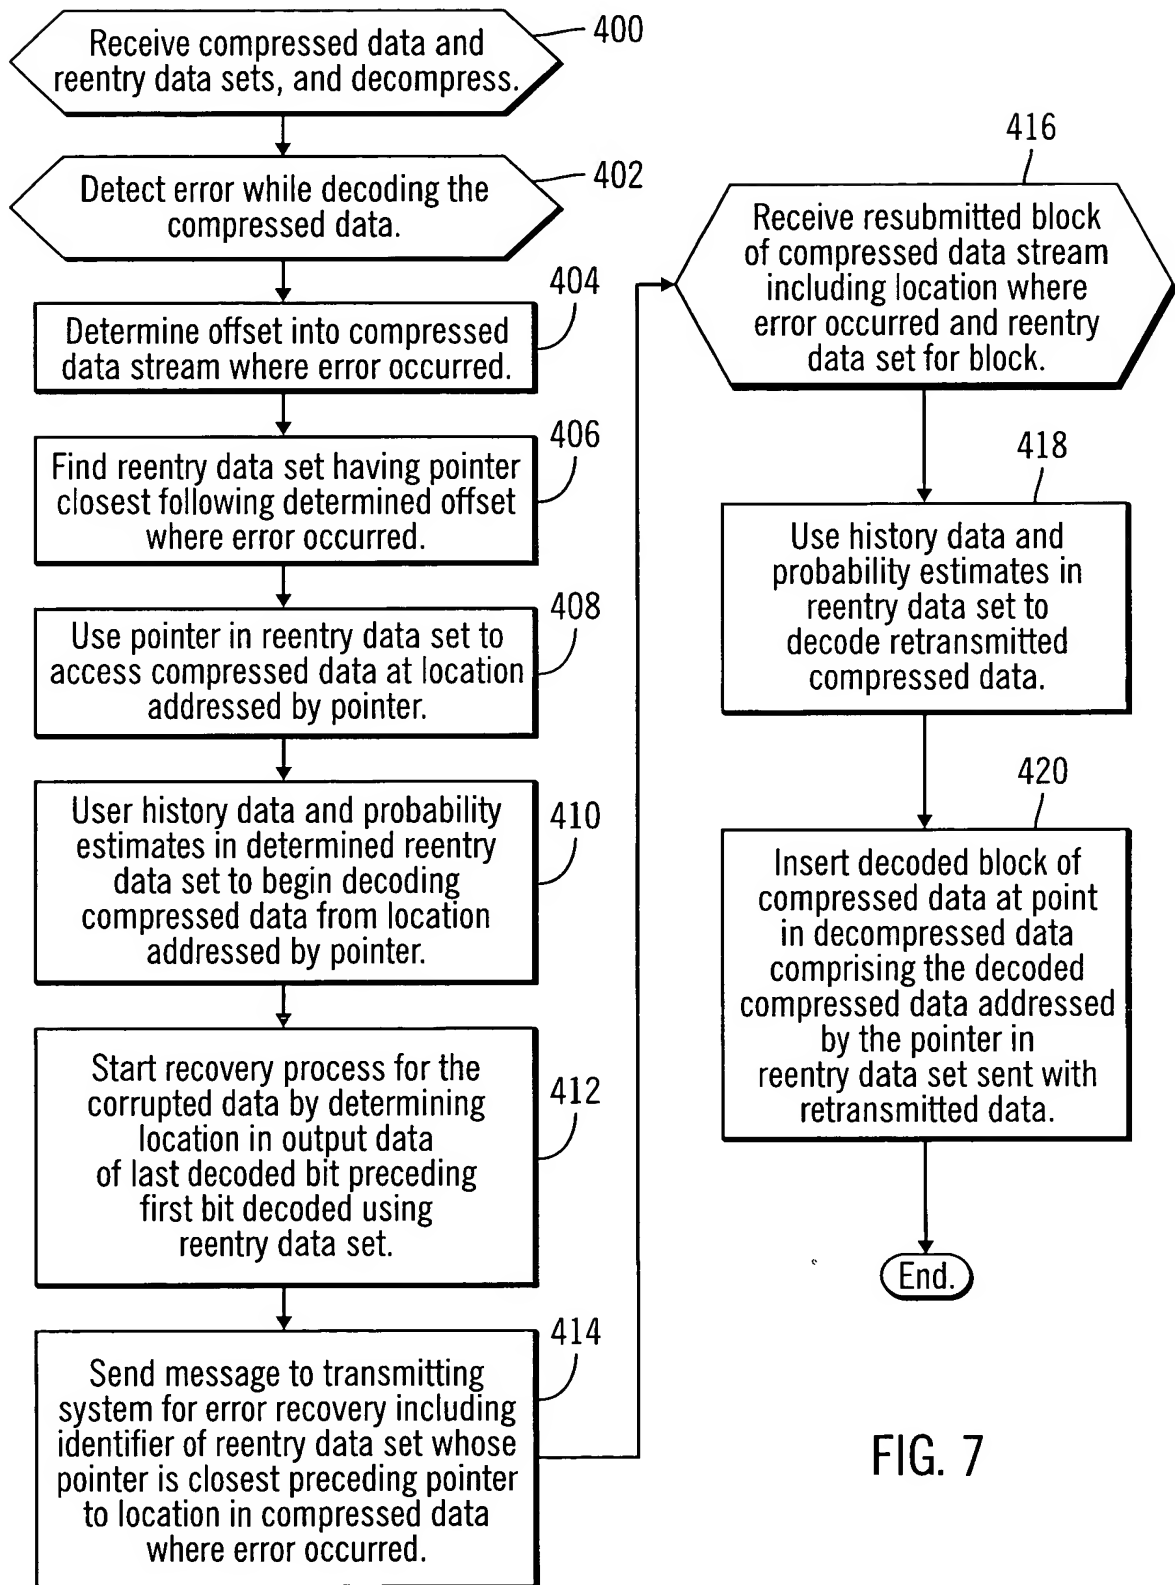 Receive compressed data and
reentry data sets, and decompress.
400
Detect error while decoding the
compressed data.
402
404
Determine offset into compressed
data stream where error occurred.
406
Find reentry data set having pointer
closest following determined offset
where error occurred.
408
Use pointer in reentry data set to
access compressed data at location
addressed by pointer.
410
User history data and probability
estimates in determined reentry
data set to begin decoding
compressed data from location
addressed by pointer.
412
Start recovery process for the
corrupted data by determining
location in output data
of last decoded bit preceding
first bit decoded using
reentry data set.
414
Send message to transmitting
system for error recovery including
identifier of reentry data set whose
pointer is closest preceding pointer
to location in compressed data
where error occurred.
416
Receive resubmitted block
of compressed data stream
including location where
error occurred and reentry
data set for block.
418
Use history data and
probability estimates in
reentry data set to
decode retransmitted
compressed data.
420
Insert decoded block of
compressed data at point
in decompressed data
comprising the decoded
compressed data addressed
by the pointer in
reentry data set sent with
retransmitted data.
End.
FIG. 7